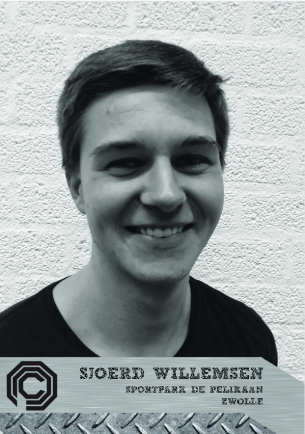 SJOERD WILLEMSEN
SPORTPARK DE PELIKAAN
ZWOLLE